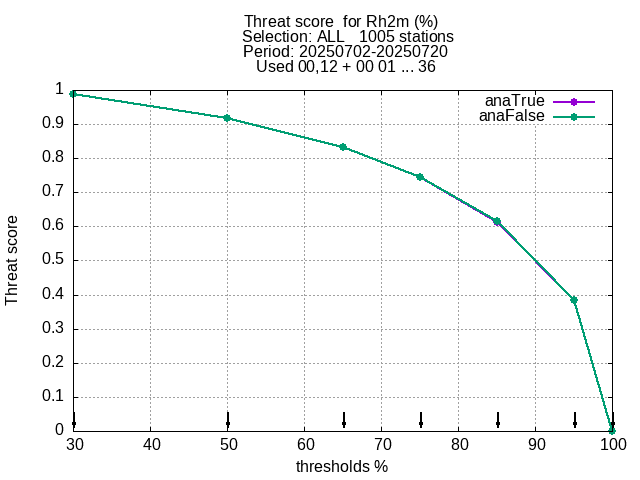 Threat score  for Rh2m (%)
Selection: ALL   1005 stations
Period: 20250702-20250720
Used 00,12 + 00 01 ... 36
anaTrue
anaFalse
Threat score
1
0.9
0.8
0.7
0.6
0.5
0.4
0.3
0.2
0.1
0
30 40 50 60 70 80 90 100
thresholds %